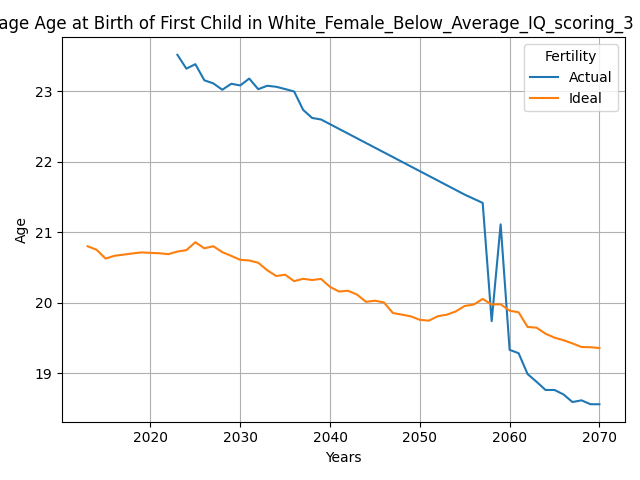 age Age at Birth of First Child in White_Female_Below_Average_IQ_scoring_3
Fertility
Actual
Ideal
Age
23
22
21
20
19
2020 2030 2040 2050 2060 2070
Years